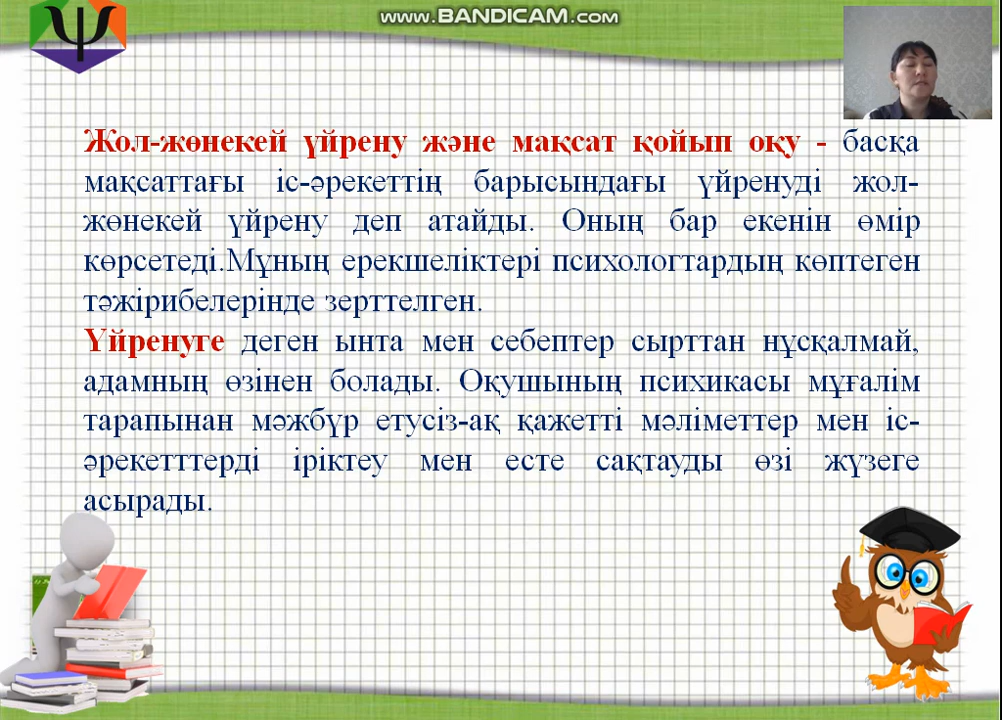 www.BANDICAM.com
Жол-жөнекей үйрену және мақсат қойып оқу - басқа
мақсаттағы іс-әрекеттің барысындағы үйренуді жол-
жөнекей үйрену деп атайды. Оның бар екенін өмір
көрсетеді.Мұның ерекшеліктері психологтардың көптеген
тәжірибелерінде зерттелген.
Үйренуге деген ынта мен себептер сырттан нұсқалмай,
адамның өзінен болады. Оқушының психикасы мұғалім
тарапынан мәжбүр етусіз-ақ қажетті мәліметтер мен іс-
әрекетттерді іріктеу мен есте сақтауды өзі жүзеге
асырады.